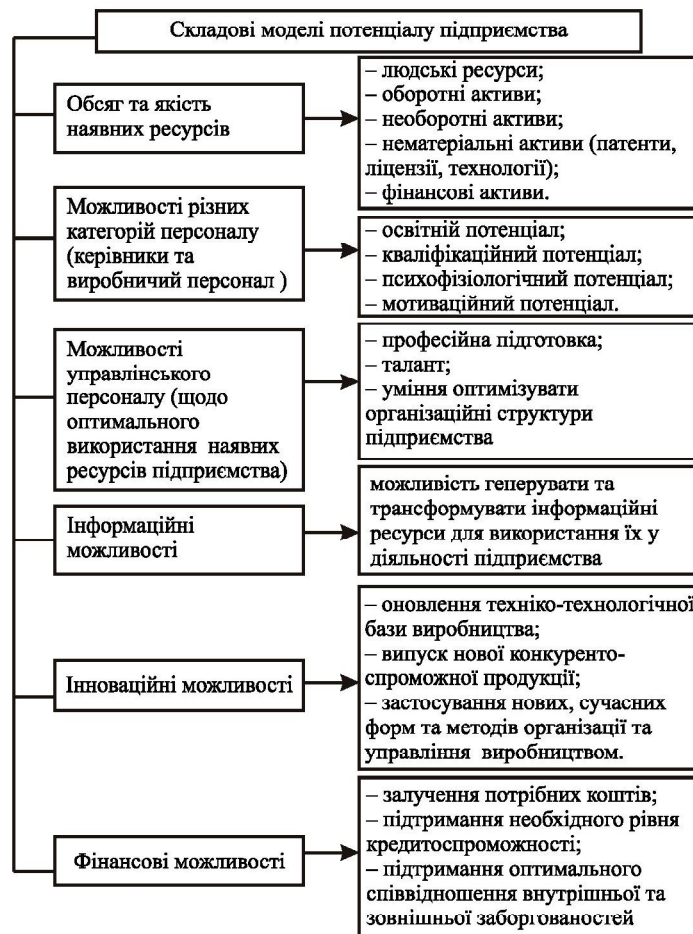 Складові моделі потенціалу підприємства
Обсяг та якість
наявних ресурсів
– людські ресурси;
– оборотні активи;
– необоротні активи;
– нематеріальні активи (патенти,
ліцензії, технології);
– фінансові активи.
Можливості різних
категорій персоналу
(керівники та
виробничий персонал )
– освітній потенціал;
– кваліфікаційний потенціал;
– психофізіологічний потенціал;
– мотиваційний потенціал.
Можливості
управлінського
персоналу (щодо
оптимального
використання наявних
ресурсів підприємства)
– професійна підготовка;
– талант;
– уміння оптимізувати
організаційні структури
підприємства
Інформаційні
можливості
можливість геперувати та
трансформувати інформаційні
ресурси для використання їх у
діяльності підприємства
Інноваційні можливості
– оновлення техніко-технологічної
бази виробництва;
– випуск нової конкуренто-
спроможної продукції;
– застосування нових, сучасних
форм та методів організації та
управління виробництвом.
Фінансові можливості
– залучення потрібних коштів;
– підтримання необхідного рівня
кредитоспроможності;
– підтримання оптимального
співвідношення внутрішньої та
зовнішньої заборгованостей